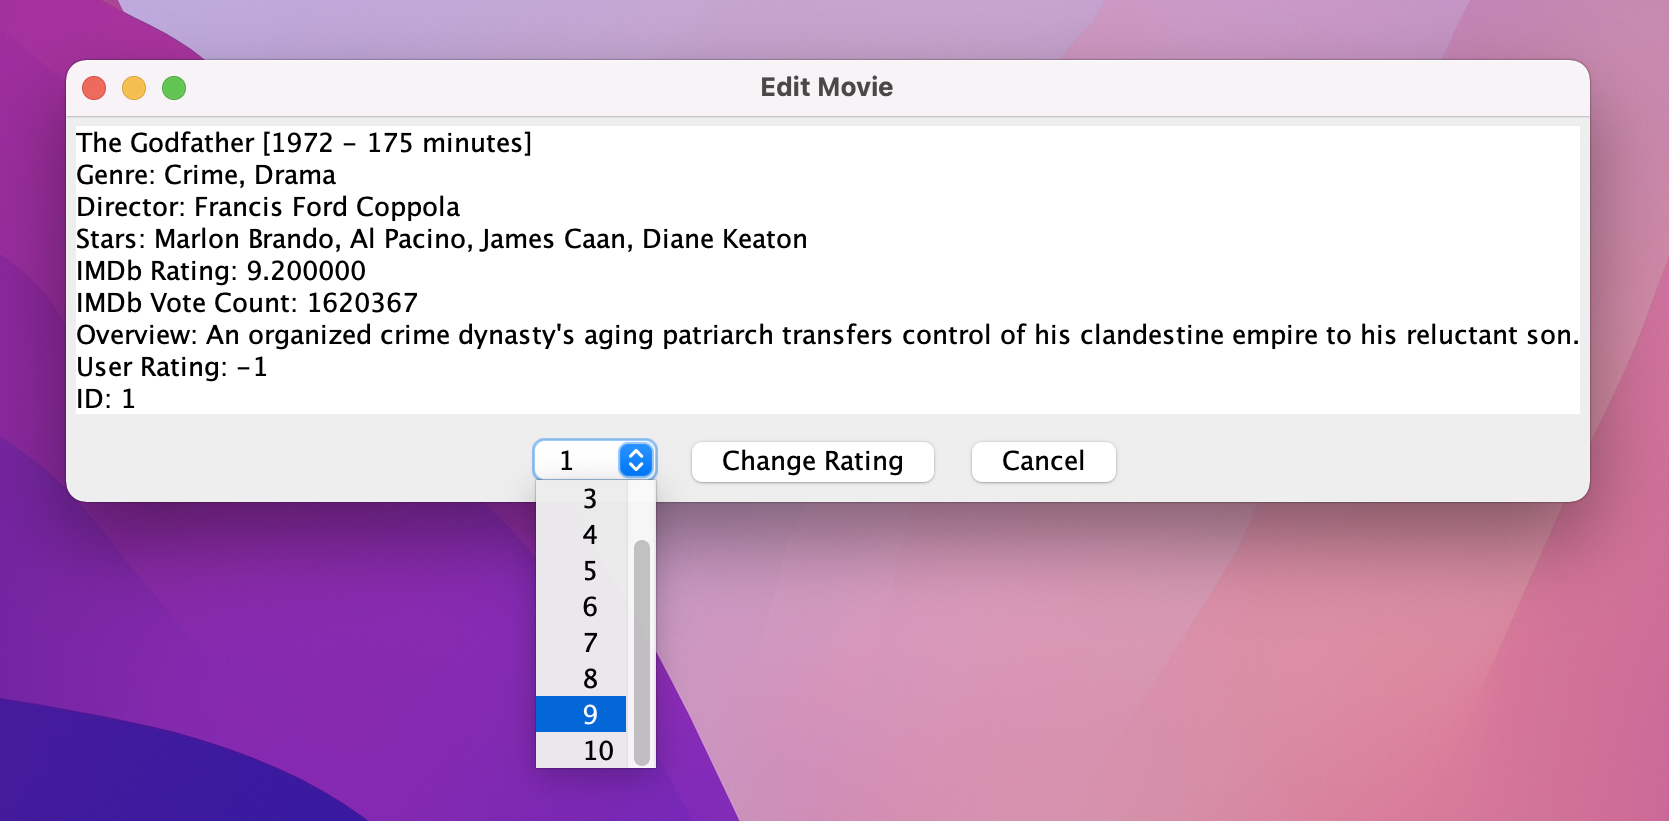 Edit Movie
The Godfather [1972 - 175 minutes]
Genre: Crime, Drama
Director: Francis Ford Coppola
Stars: Marlon Brando, Al Pacino, James Caan, Diane Keaton
IMDb Rating: 9.200000
IMDb Vote Count: 1620367
Overview: An organized crime dynasty's aging patriarch transfers control of his clandestine empire to his reluctant son.
User Rating: -1
ID: 1
1 Change Rating Cancel
3
4
5
6
7
8
9
10